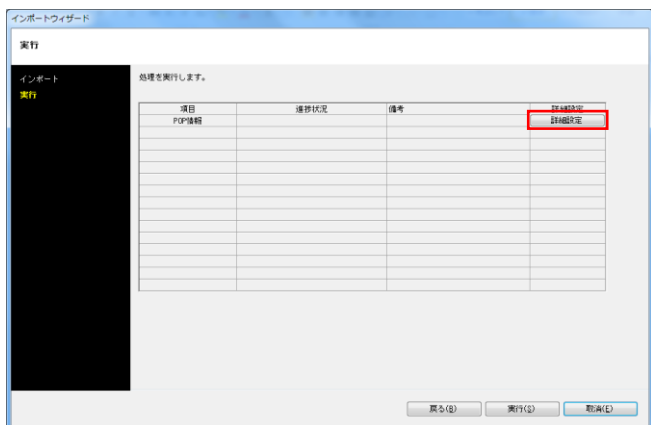 インポートウィザード
実行
インポート
実行
処理を実行します。
項目 進捗状況 備考 詳細設定
POP情報 詳細設定
戻る(B) 実行(S) 取消(E)